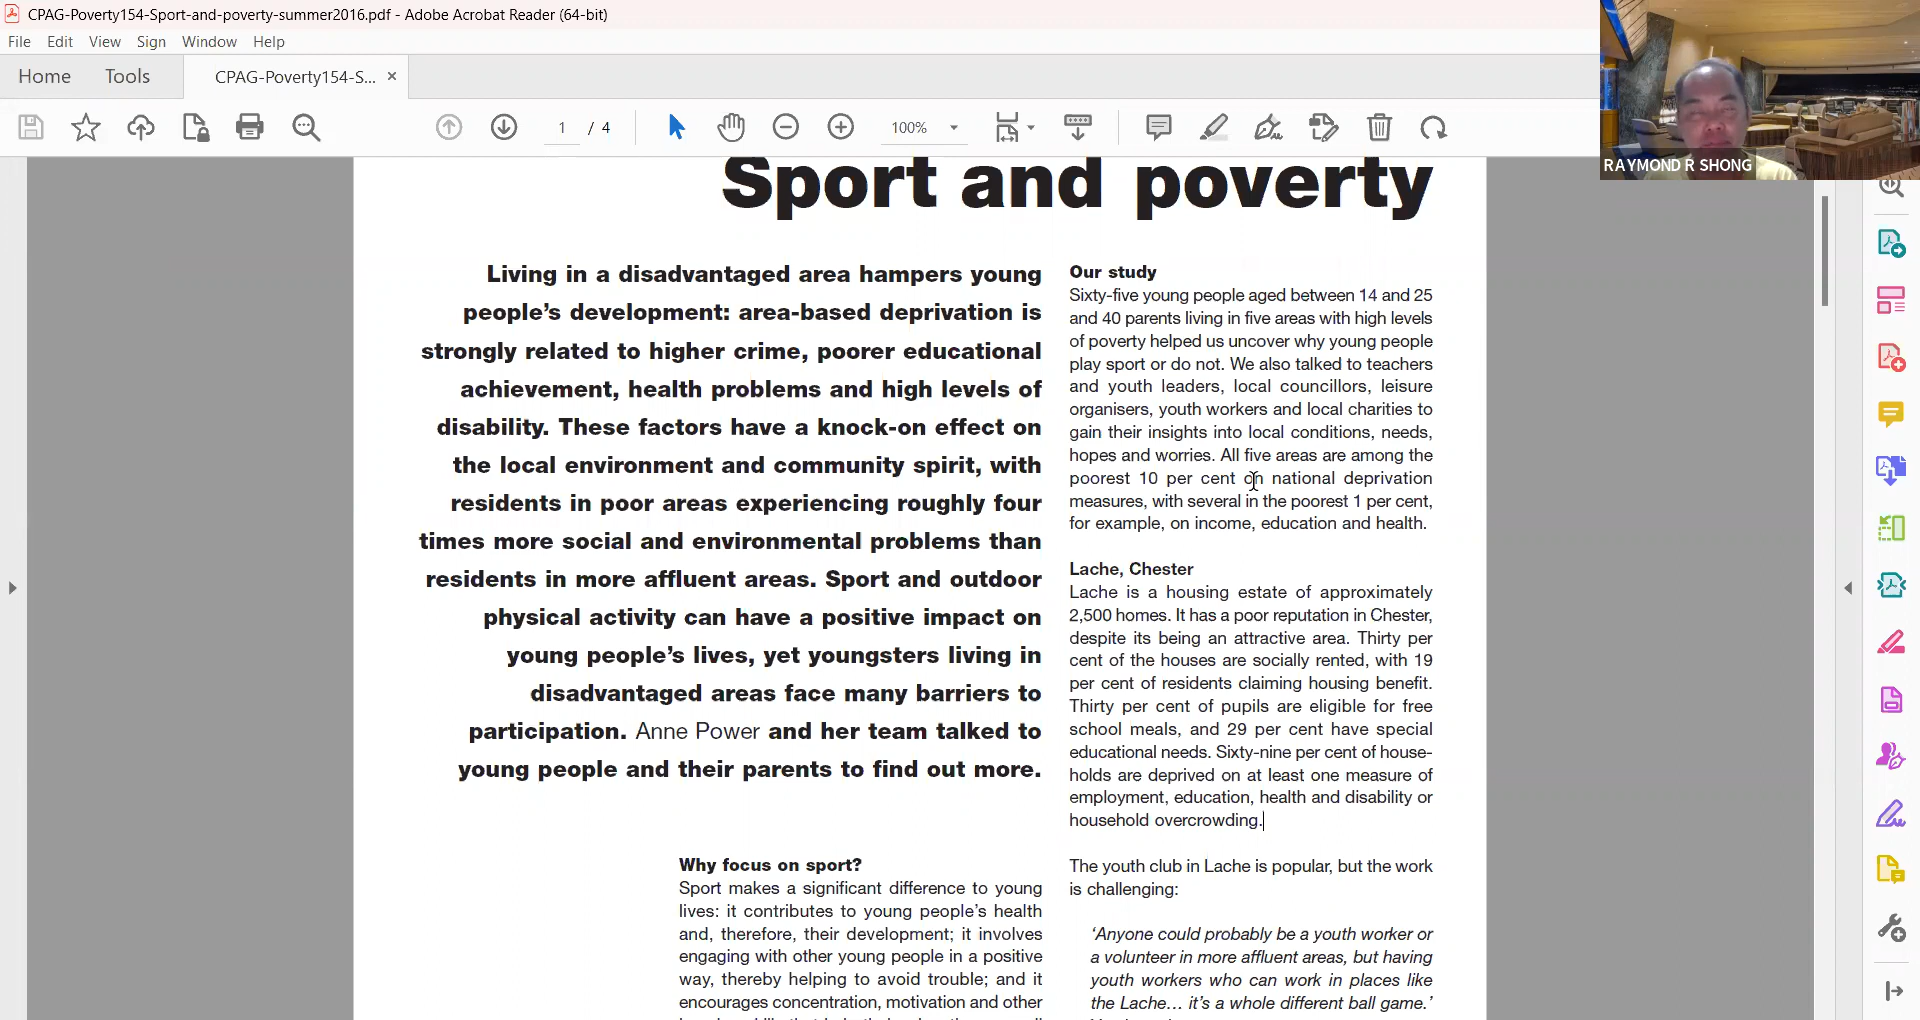 CPAG-Poverty154-Sport-and-poverty-summer2016.pdf - Adobe Acrobat Reader (64-bit)
File Edit View Sign Window Help
Home Tools CPAG-Poverty154-S... ×
1 / 4 100%
RAYMOND R SHONG
Sport and poverty
Living in a disadvantaged area hampers young
people’s development: area-based deprivation is
strongly related to higher crime, poorer educational
achievement, health problems and high levels of
disability. These factors have a knock-on effect on
the local environment and community spirit, with
residents in poor areas experiencing roughly four
times more social and environmental problems than
residents in more affluent areas. Sport and outdoor
physical activity can have a positive impact on
young people’s lives, yet youngsters living in
disadvantaged areas face many barriers to
participation. Anne Power and her team talked to
young people and their parents to find out more.
Why focus on sport?
Sport makes a significant difference to young
lives: it contributes to young people’s health
and, therefore, their development; it involves
engaging with other young people in a positive
way, thereby helping to avoid trouble; and it
encourages concentration, motivation and other
Our study
Sixty-five young people aged between 14 and 25
and 40 parents living in five areas with high levels
of poverty helped us uncover why young people
play sport or do not. We also talked to teachers
and youth leaders, local councillors, leisure
organisers, youth workers and local charities to
gain their insights into local conditions, needs,
hopes and worries. All five areas are among the
poorest 10 per cent on national deprivation
measures, with several in the poorest 1 per cent,
for example, on income, education and health.
Lache, Chester
Lache is a housing estate of approximately
2,500 homes. It has a poor reputation in Chester,
despite its being an attractive area. Thirty per
cent of the houses are socially rented, with 19
per cent of residents claiming housing benefit.
Thirty per cent of pupils are eligible for free
school meals, and 29 per cent have special
educational needs. Sixty-nine per cent of house-
holds are deprived on at least one measure of
employment, education, health and disability or
household overcrowding.
The youth club in Lache is popular, but the work
is challenging:
‘Anyone could probably be a youth worker or
a volunteer in more affluent areas, but having
youth workers who can work in places like
the Lache… it’s a whole different ball game.’